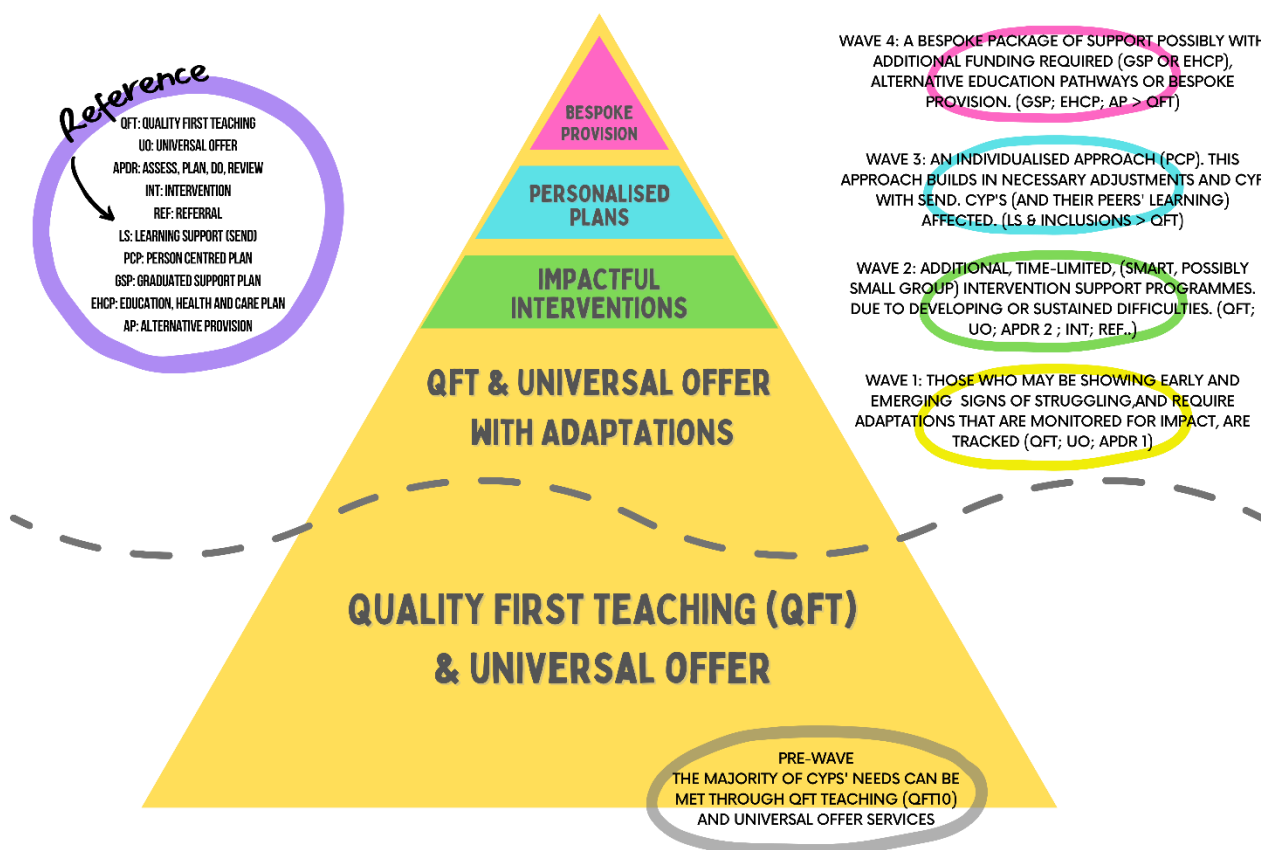 Reference
QFT: QUALITY FIRST TEACHING
UO: UNIVERSAL OFFER
APDR: ASSESS, PLAN, DO, REVIEW
INT: INTERVENTION
REF: REFERRAL
LS: LEARNING SUPPORT (SEND)
PCP: PERSON CENTRED PLAN
GSP: GRADUATED SUPPORT PLAN
EHCP: EDUCATION, HEALTH AND CARE PLAN
AP: ALTERNATIVE PROVISION
BESPOKE
PROVISION
PERSONALISED
PLANS
IMPACTFUL
INTERVENTIONS
QFT & UNIVERSAL OFFER
WITH ADAPTATIONS
QUALITY FIRST TEACHING (QFT)
& UNIVERSAL OFFER
WAVE 4: A BESPOKE PACKAGE OF SUPPORT POSSIBLY WITH
ADDITIONAL FUNDING REQUIRED (GSP OR EHCP),
ALTERNATIVE EDUCATION PATHWAYS OR BESPOKE
PROVISION. (GSP; EHCP; AP > QFT)
WAVE 3: AN INDIVIDUALISED APPROACH (PCP). THIS
APPROACH BUILDS IN NECESSARY ADJUSTMENTS AND CYP
WITH SEND. CYP'S (AND THEIR PEERS' LEARNING)
AFFECTED. (LS & INCLUSIONS > QFT)
WAVE 2: ADDITIONAL, TIME-LIMITED, (SMART, POSSIBLY
SMALL GROUP) INTERVENTION SUPPORT PROGRAMMES.
DUE TO DEVELOPING OR SUSTAINED DIFFICULTIES. (QFT;
UO; APDR 2 ; INT; REF..)
WAVE 1: THOSE WHO MAY BE SHOWING EARLY AND
EMERGING SIGNS OF STRUGGLING,AND REQUIRE
ADAPTATIONS THAT ARE MONITORED FOR IMPACT, ARE
TRACKED (QFT; UO; APDR 1)
PRE-WAVE
THE MAJORITY OF CYPS' NEEDS CAN BE
MET THROUGH QFT TEACHING (QFT10)
AND UNIVERSAL OFFER SERVICES